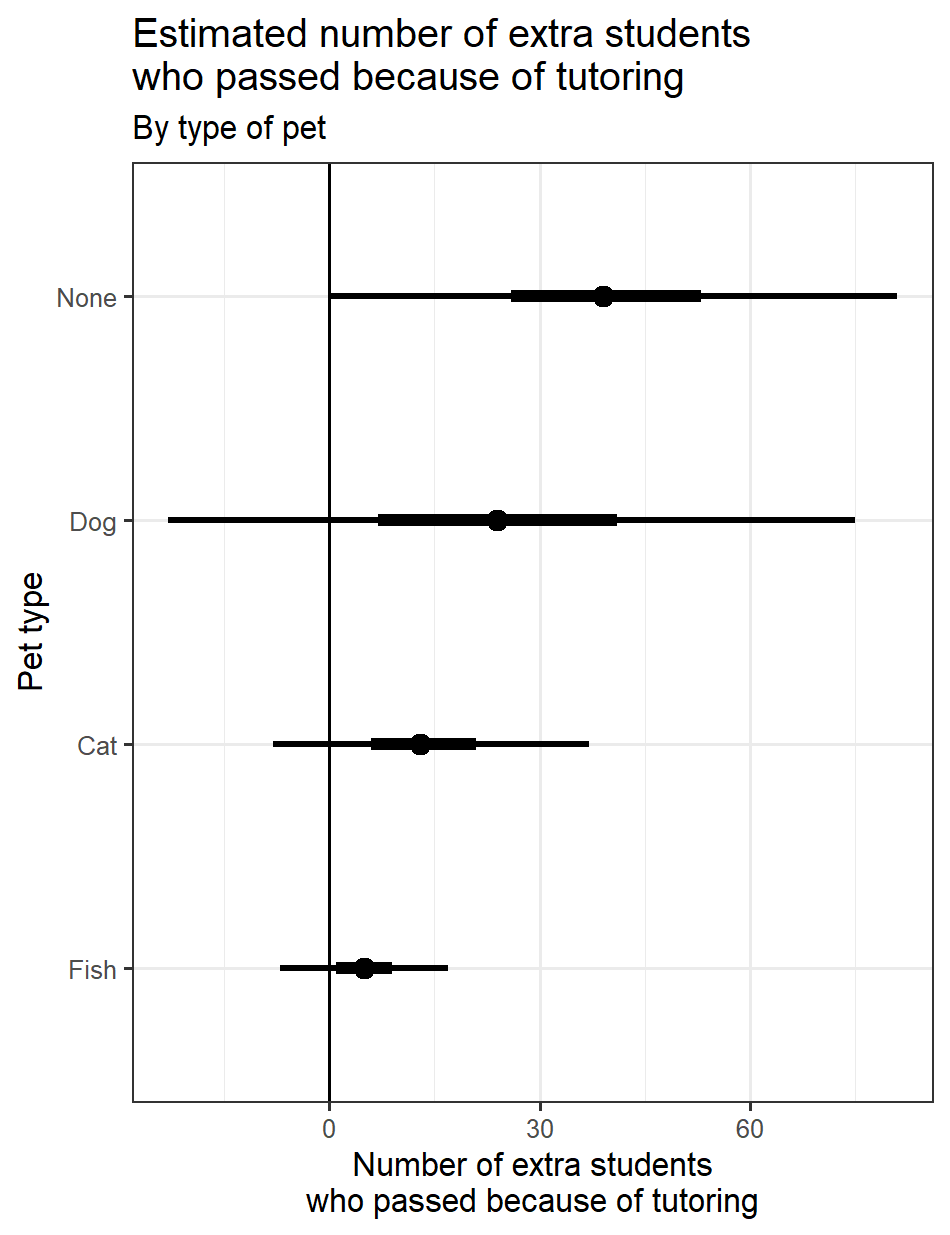 Estimated number of extra students
who passed because of tutoring
By type of pet
None
Dog
Cat
Fish
Pet type
0 30 60
Number of extra students
who passed because of tutoring